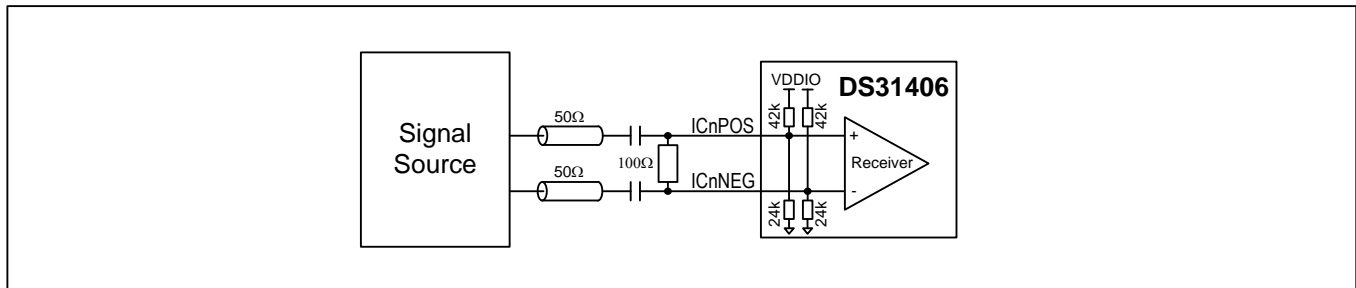 Signal
Source
50Ω
50Ω
100Ω
ICnPOS
ICnNEG
VDDIO
DS31406
42k
42k
+
Receiver
-
24k
24k